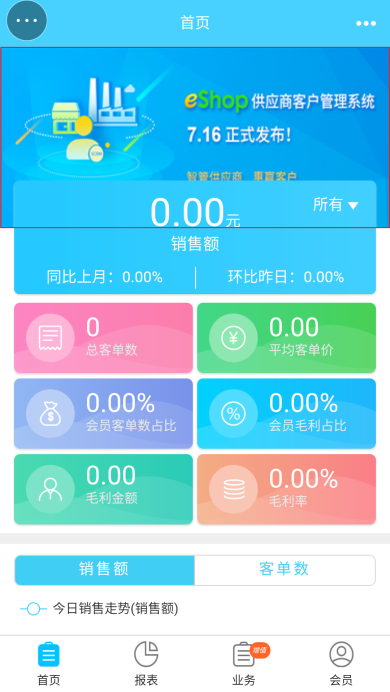 首页
eShop 供应商客户管理系统
7.16 正式发布!
智管供应商 惠赢客户
0.00元
所有
销售额
同比上月: 0.00%
环比昨日: 0.00%
0
总客单数
0.00
平均客单价
0.00%
会员客单数占比
0.00%
会员毛利占比
0.00
毛利金额
0.00%
毛利率
销售额
客单数
今日销售走势(销售额)
增值
首页
报表
业务
会员